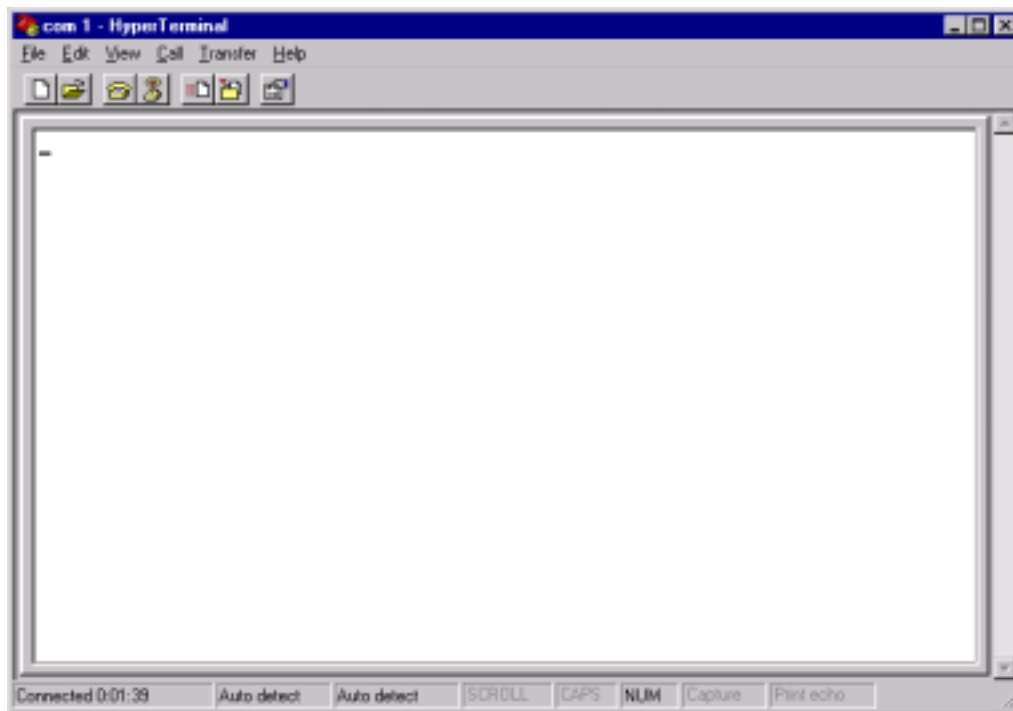 com 1 - HyperTerminal
File Edit View Call Transfer Help
Connected 0:01:39 Auto detect Auto detect SCROLL CAPS NUM Capture Print echo